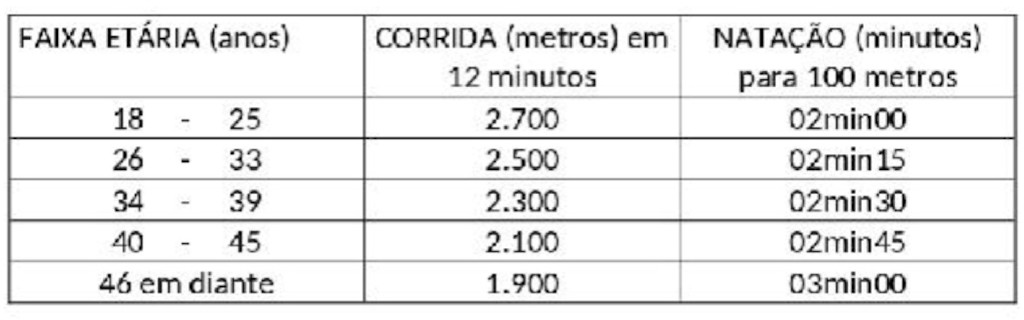 FAIXA ETÁRIA (anos) CORRIDA (metros) em NATAÇÃO (minutos)
12 minutos para 100 metros
18 - 25 2.700 02min00
26 - 33 2.500 02min15
34 - 39 2.300 02min30
40 - 45 2.100 02min45
46 em diante 1.900 03min00